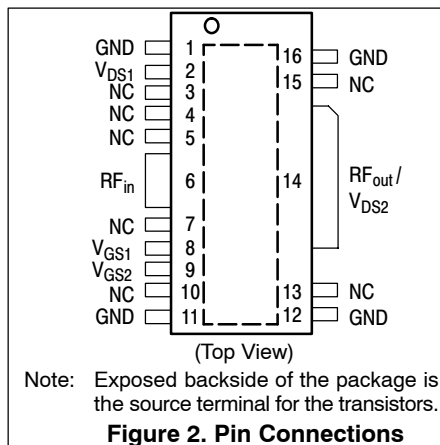 GND 1 16 GND
VDS1 2 15 NC
NC 3
NC 4
NC 5
RFin 6 14 RFout /
VDS2
NC 7
VGS1 8
VGS2 9
NC 10 13 NC
GND 11 12 GND
(Top View)
Note: Exposed backside of the package is
the source terminal for the transistors.
Figure 2. Pin Connections